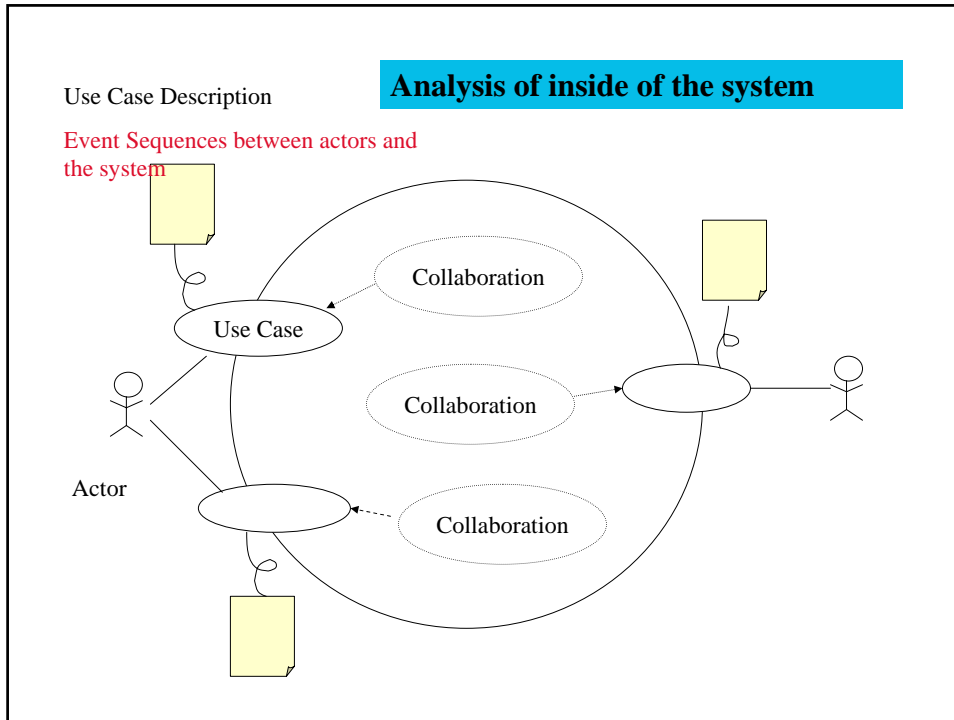 Analysis of inside of the system
Use Case Description
Event Sequences between actors and
the system
Collaboration
Use Case
Collaboration
Actor
Collaboration